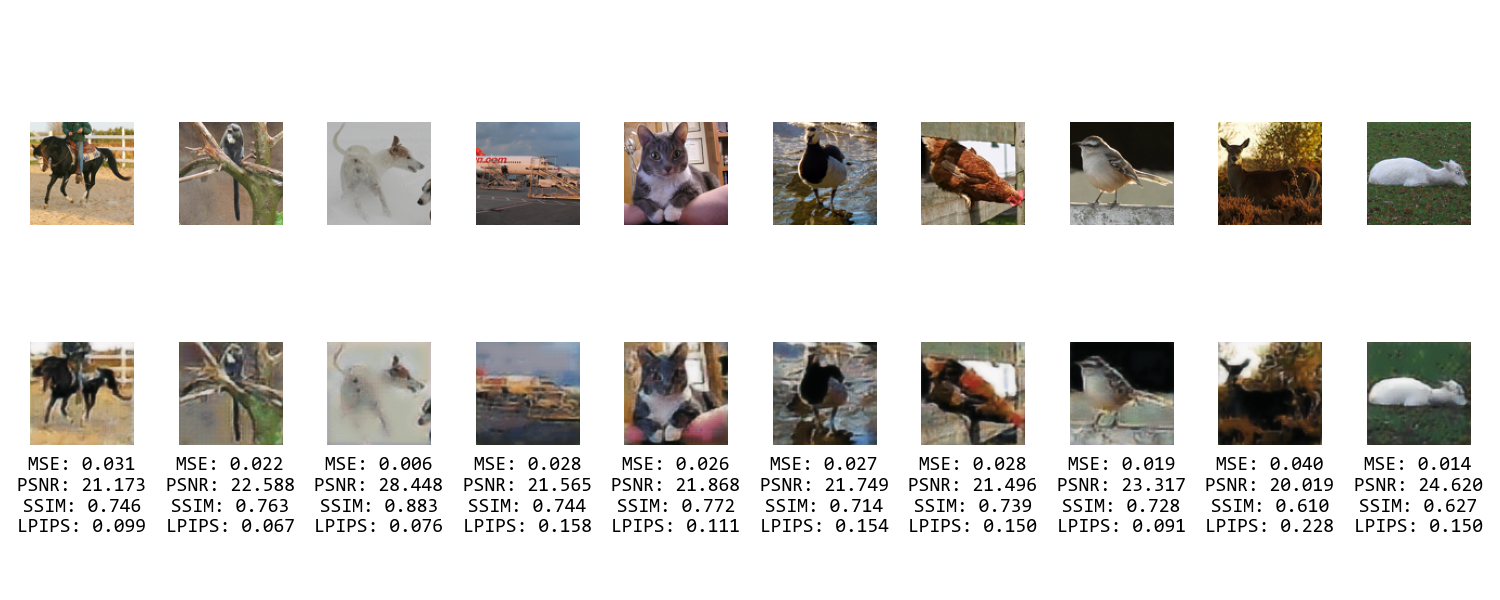 a.com
MSE: 0.031
PSNR: 21.173
SSIM: 0.746
LPIPS: 0.099
MSE: 0.022
PSNR: 22.588
SSIM: 0.763
LPIPS: 0.067
MSE: 0.006
PSNR: 28.448
SSIM: 0.883
LPIPS: 0.076
MSE: 0.028
PSNR: 21.565
SSIM: 0.744
LPIPS: 0.158
MSE: 0.026
PSNR: 21.868
SSIM: 0.772
LPIPS: 0.111
MSE: 0.027
PSNR: 21.749
SSIM: 0.714
LPIPS: 0.154
MSE: 0.028
PSNR: 21.496
SSIM: 0.739
LPIPS: 0.150
MSE: 0.019
PSNR: 23.317
SSIM: 0.728
LPIPS: 0.091
MSE: 0.040
PSNR: 20.019
SSIM: 0.610
LPIPS: 0.228
MSE: 0.014
PSNR: 24.620
SSIM: 0.627
LPIPS: 0.150